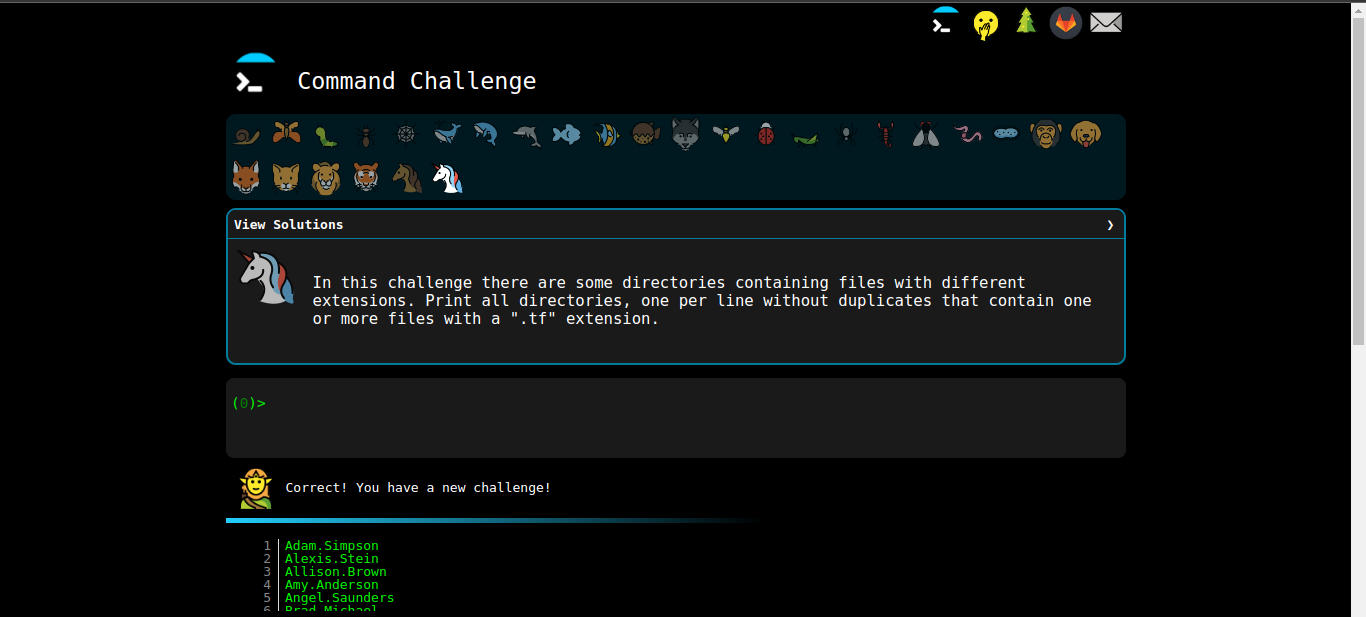 Command Challenge
View Solutions ❯
In this challenge there are some directories containing files with different
extensions. Print all directories, one per line without duplicates that contain one
or more files with a ".tf" extension.
(0)>
Correct! You have a new challenge!
1 Adam.Simpson
2 Alexis.Stein
3 Allison.Brown
4 Amy.Anderson
5 Angel.Saunders
6 Brad.Michael